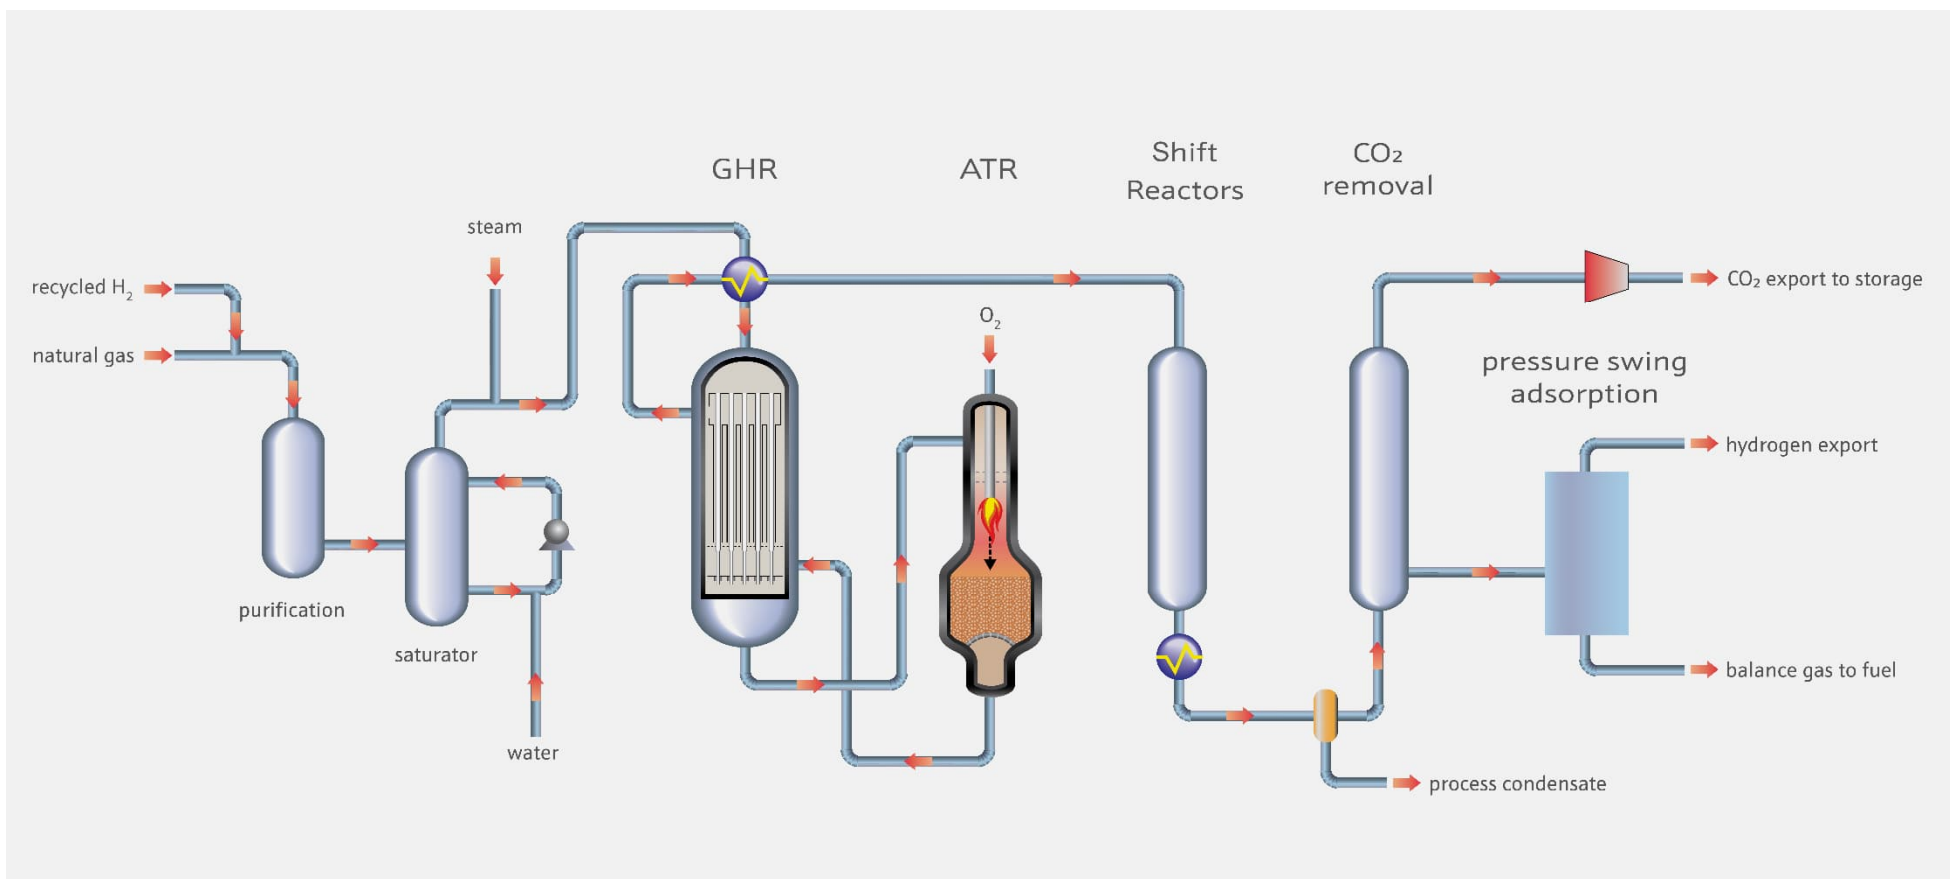 GHR
ATR
Shift
Reactors
CO₂
removal
steam
recycled H₂
natural gas
O₂
CO₂ export to storage
pressure swing
adsorption
hydrogen export
purification
saturator
water
balance gas to fuel
process condensate